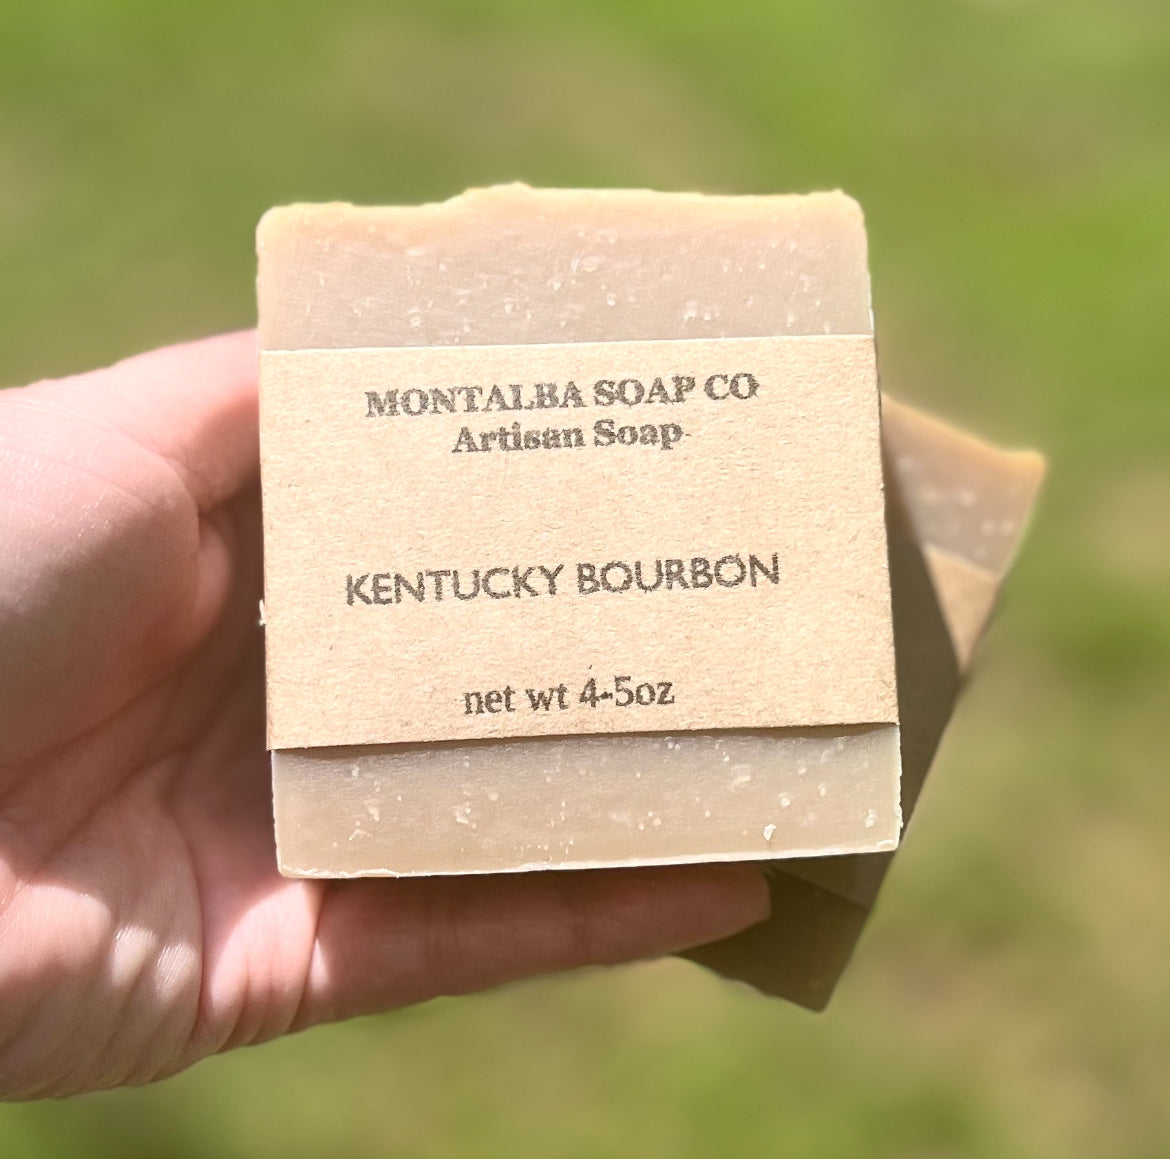 MONTALBA SOAP CO
Artisan Soap
KENTUCKY BOURBON
net wt 4-5oz